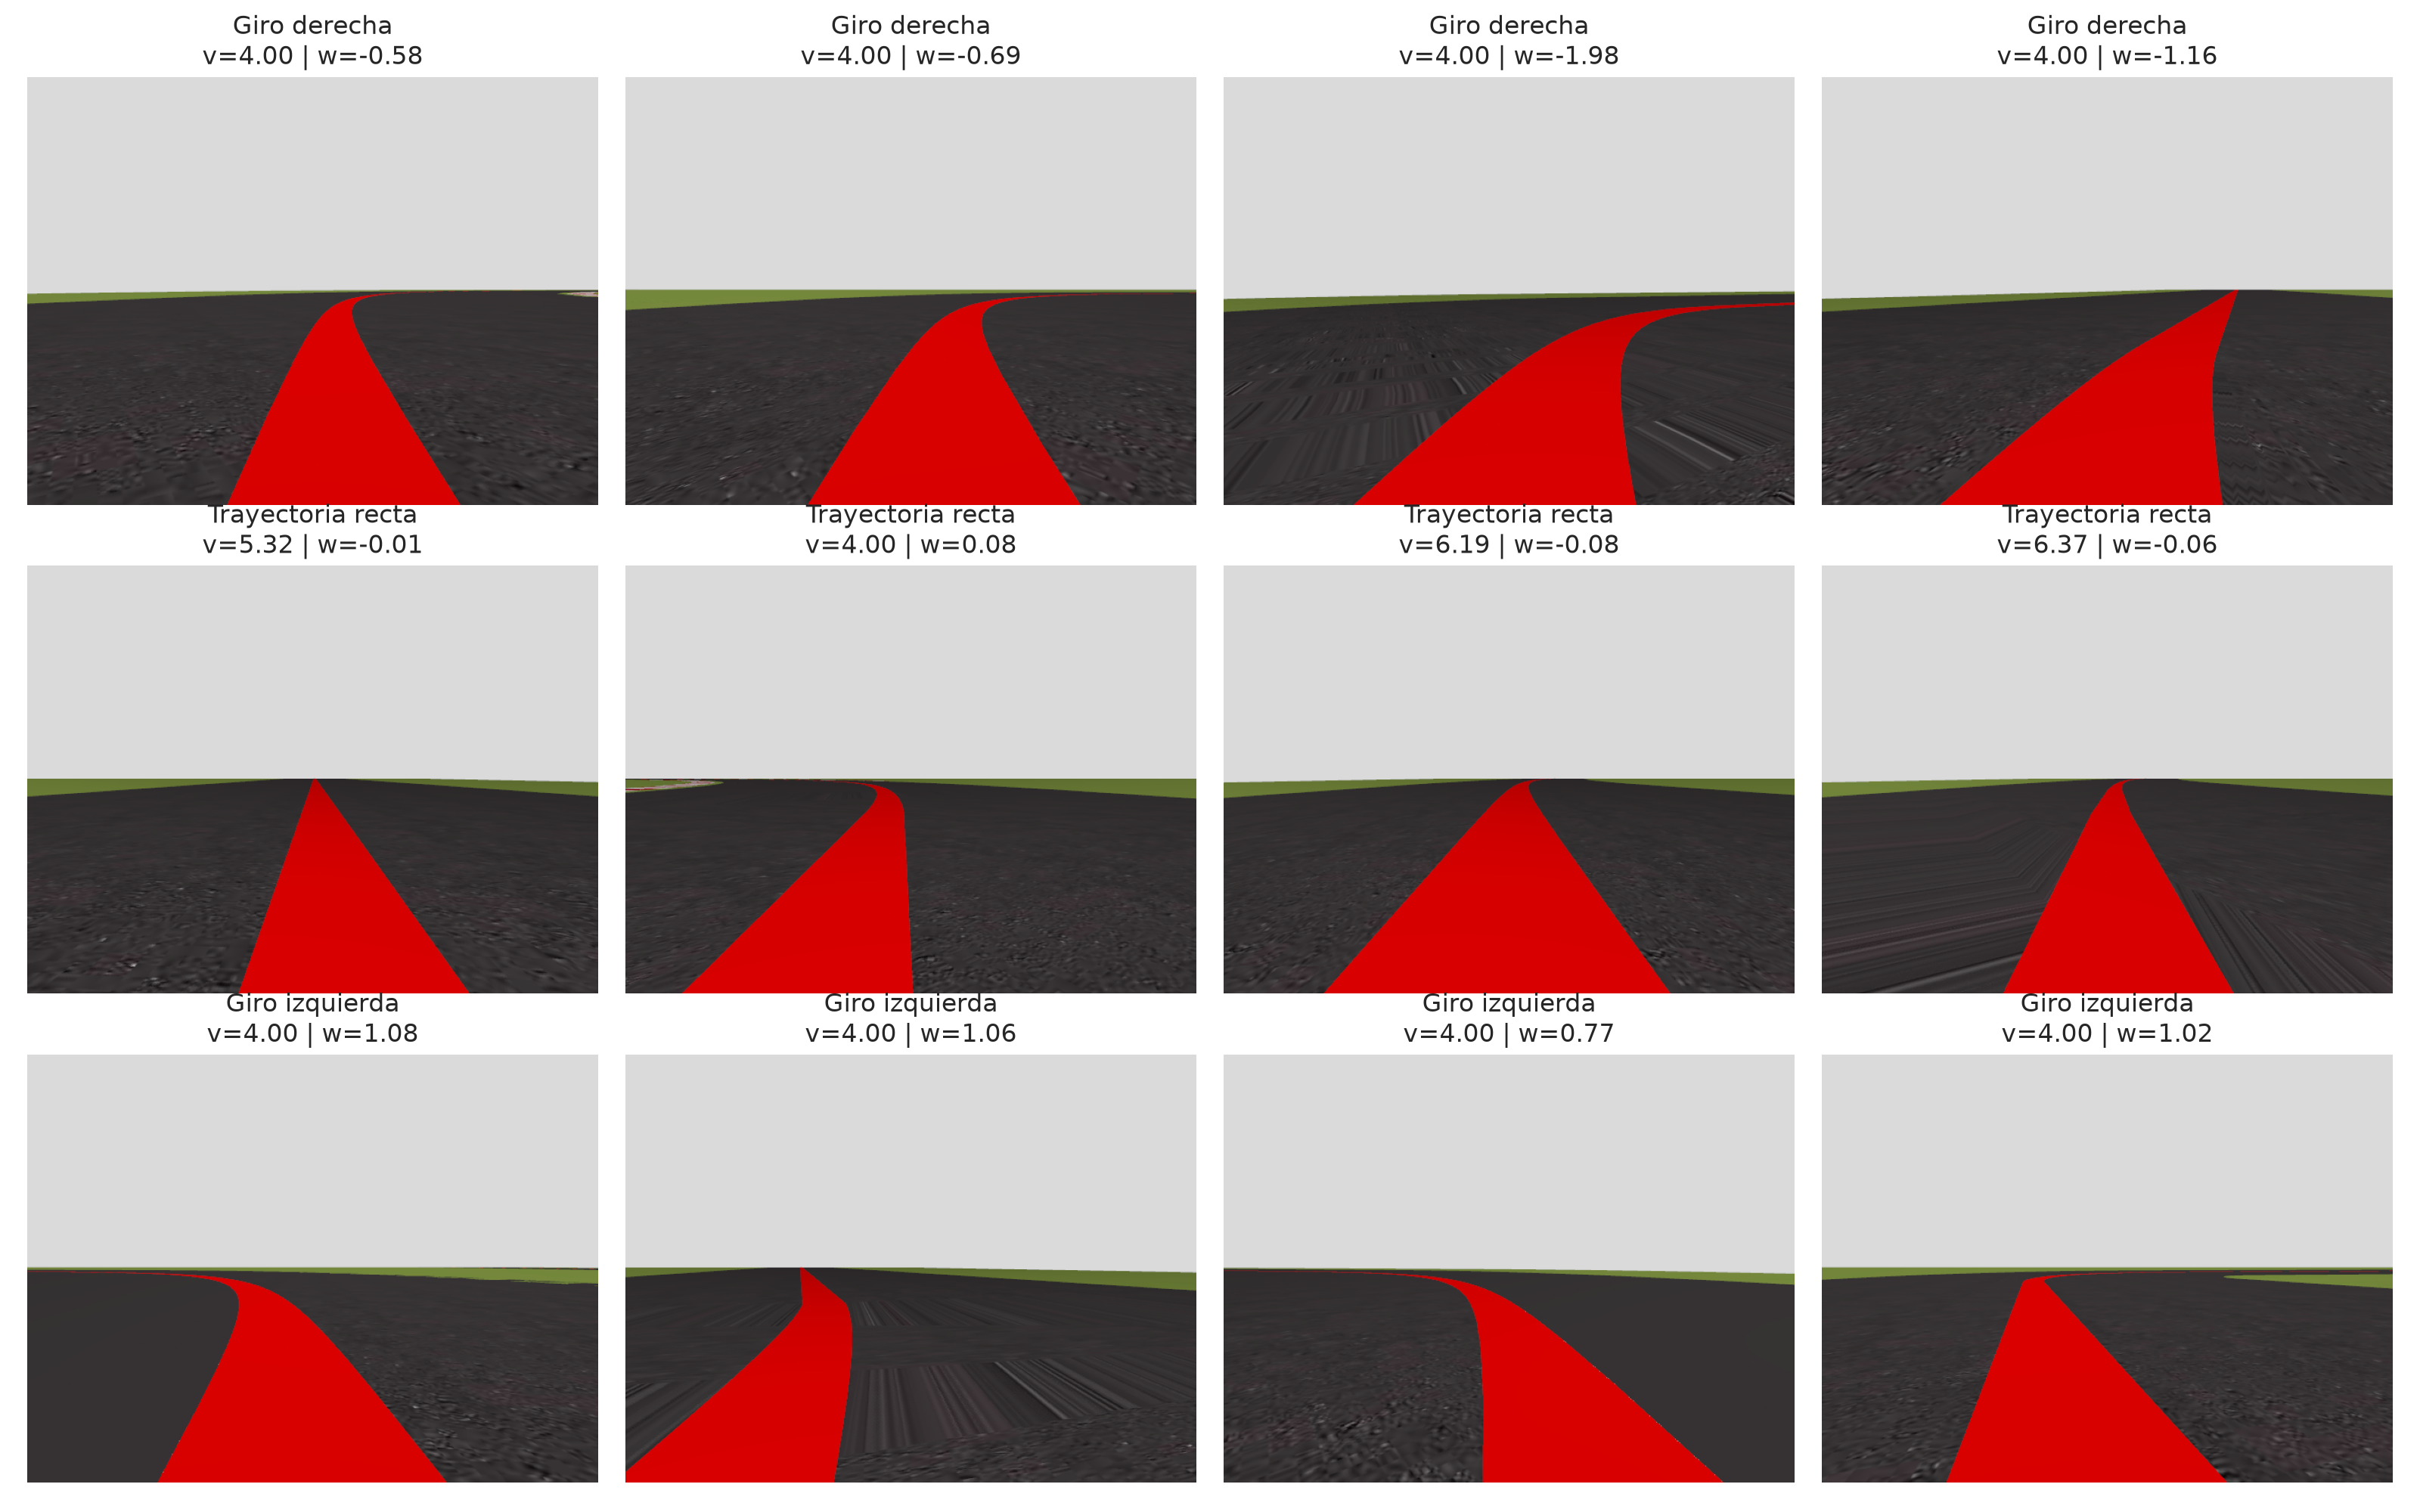 Giro derecha
v=4.00 | w=-0.58
Giro derecha
v=4.00 | w=-0.69
Giro derecha
v=4.00 | w=-1.98
Giro derecha
v=4.00 | w=-1.16
Trayectoria recta
v=5.32 | w=-0.01
Trayectoria recta
v=4.00 | w=0.08
Trayectoria recta
v=6.19 | w=-0.08
Trayectoria recta
v=6.37 | w=-0.06
Giro izquierda
v=4.00 | w=1.08
Giro izquierda
v=4.00 | w=1.06
Giro izquierda
v=4.00 | w=0.77
Giro izquierda
v=4.00 | w=1.02